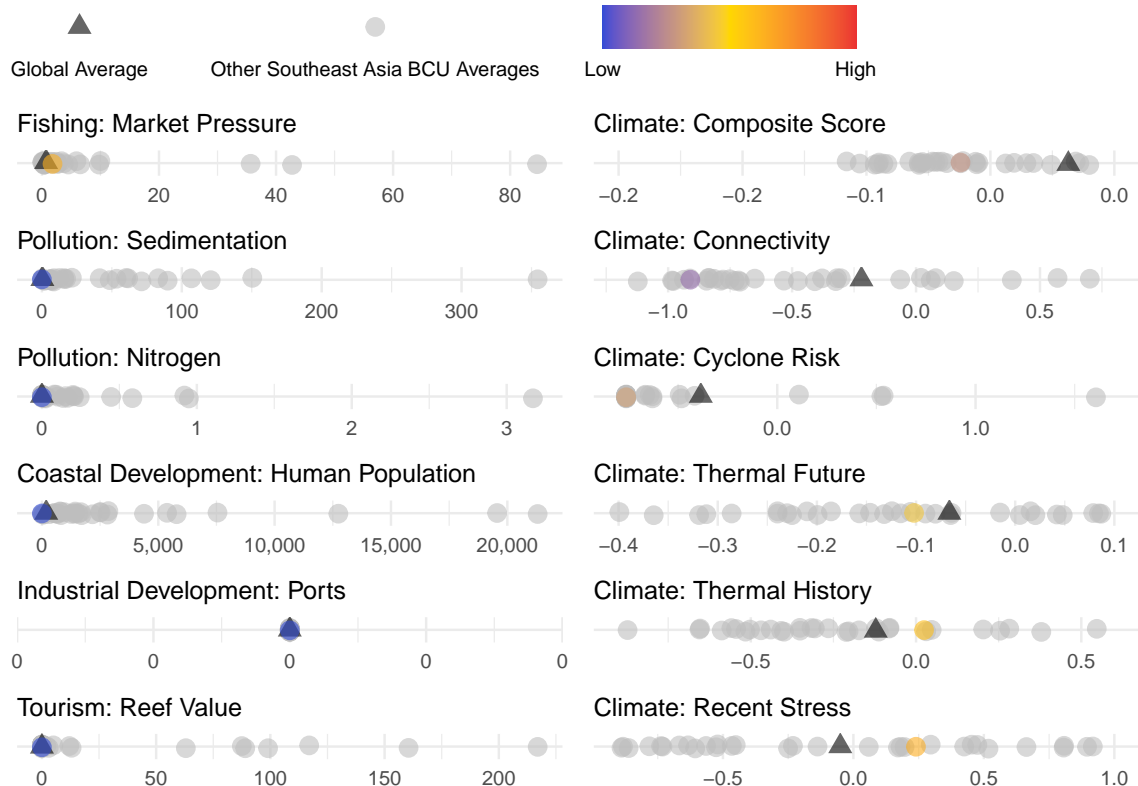 Global Average
Other Southeast Asia BCU Averages
Low
High
Fishing: Market Pressure
0 20 40 60 80
Climate: Composite Score
−0.2 −0.2 −0.1 0.0 0.0
Pollution: Sedimentation
0 100 200 300
Climate: Connectivity
−1.0 −0.5 0.0 0.5
Pollution: Nitrogen
0 1 2 3
Climate: Cyclone Risk
0.0 1.0
Coastal Development: Human Population
0 5,000 10,000 15,000 20,000
Climate: Thermal Future
−0.4 −0.3 −0.2 −0.1 0.0 0.1
Industrial Development: Ports
0 0 0 0 0
Climate: Thermal History
−0.5 0.0 0.5
Tourism: Reef Value
0 50 100 150 200
Climate: Recent Stress
−0.5 0.0 0.5 1.0